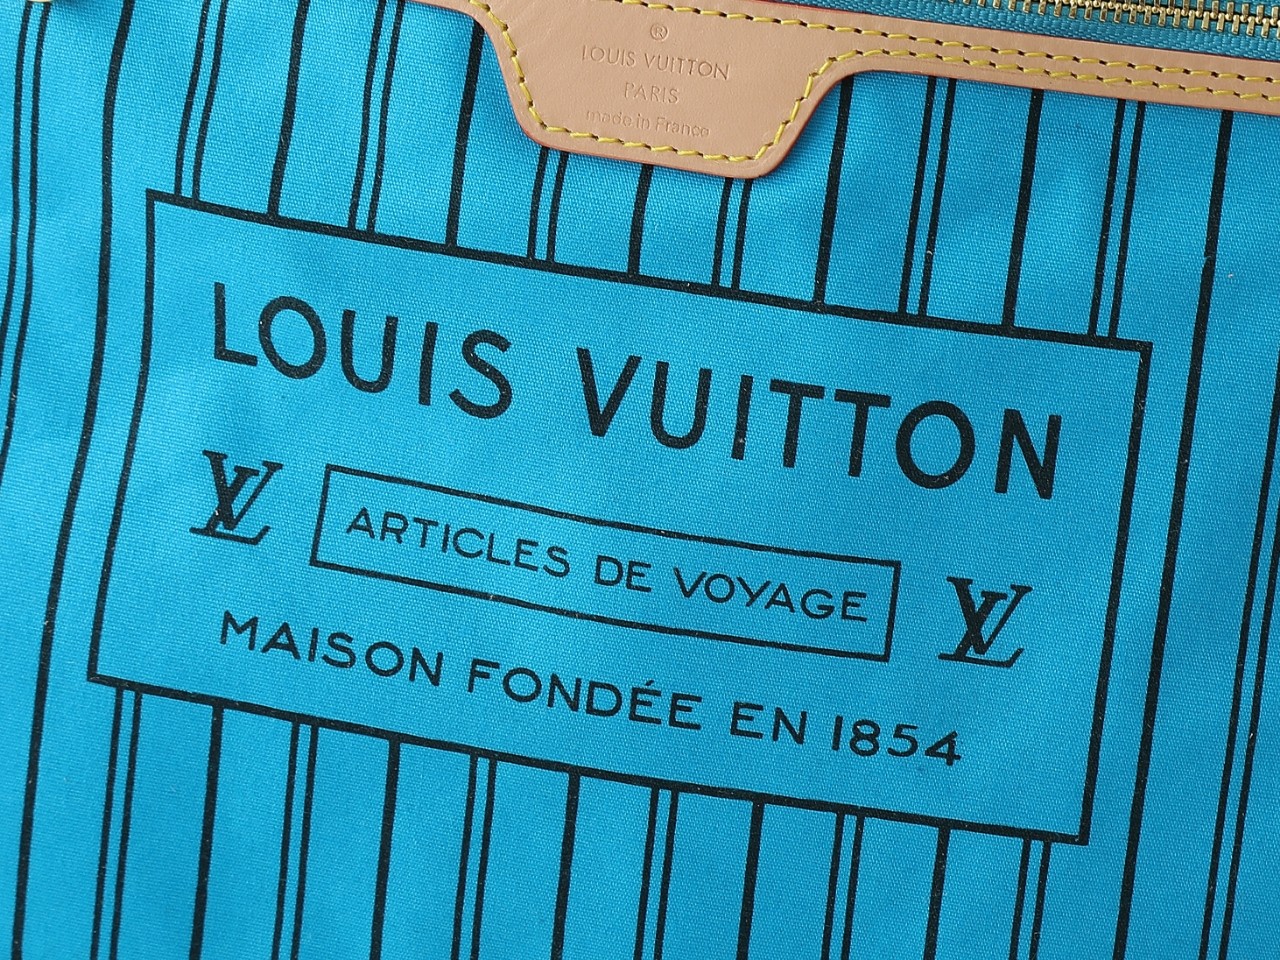 ®
LOUIS VUITTON
PARIS
made in France
LOUIS VUITTON
LV ARTICLES DE VOYAGE LV
MAISON FONDÉE EN 1854